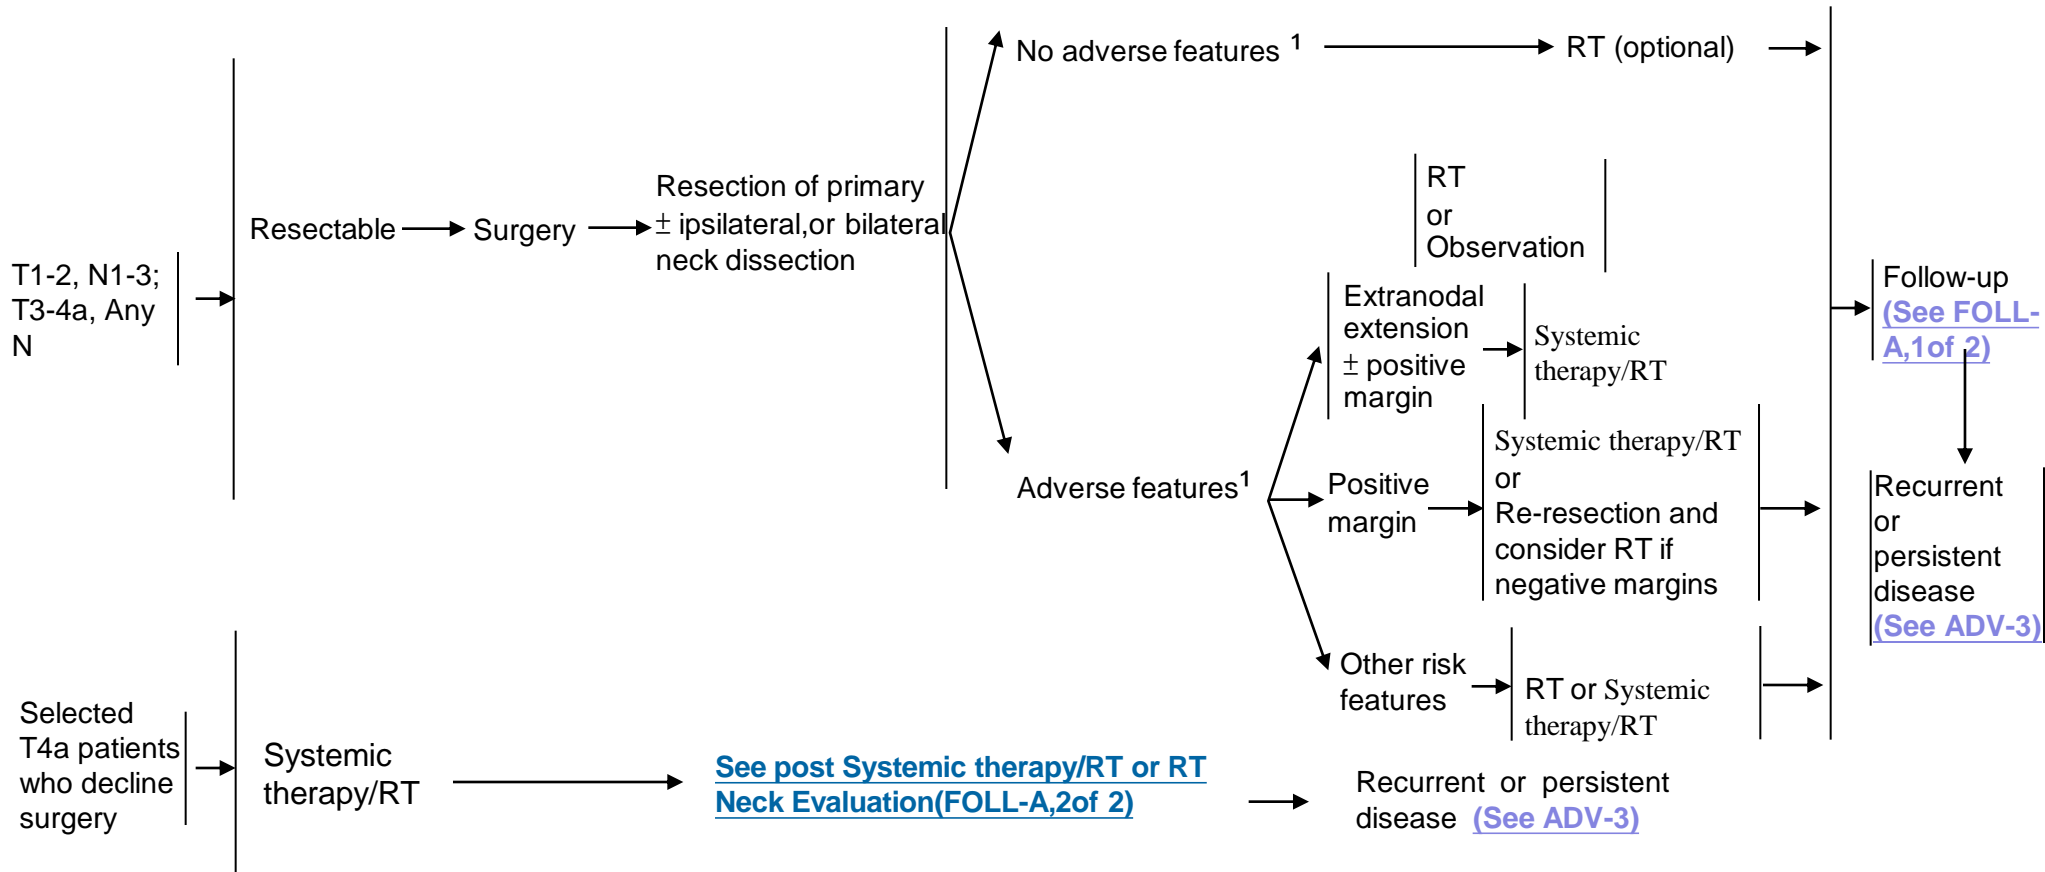 No adverse features ¹
RT (optional)
T1-2, N1-3;
T3-4a, Any
N
Resectable
Surgery
Resection of primary
± ipsilateral,or bilateral
neck dissection
RT
or
Observation
Extranodal
extension
± positive
margin
Systemic
therapy/RT
Adverse features¹
Positive
margin
Systemic therapy/RT
or
Re-resection and
consider RT if
negative margins
Other risk
features
RT or Systemic
therapy/RT
Follow-up
(See FOLL-
A,1of 2)
Recurrent
or
persistent
disease
(See ADV-3)
Selected
T4a patients
who decline
surgery
Systemic
therapy/RT
See post Systemic therapy/RT or RT
Neck Evaluation(FOLL-A,2of 2)
Recurrent or persistent
disease (See ADV-3)